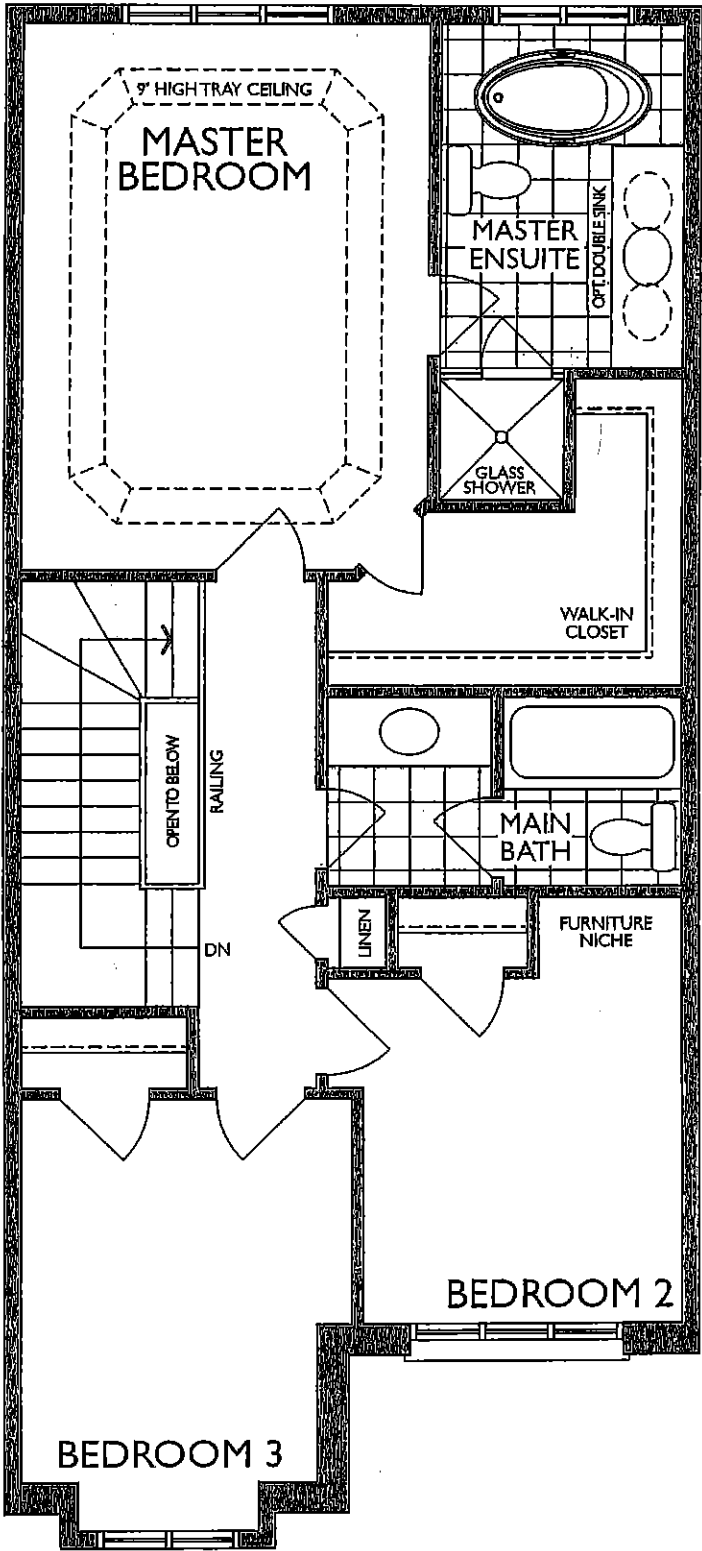 9' HIGH TRAY CEILING
MASTER
BEDROOM
MASTER
ENSUITE
OPT. DOUBLE SINK
GLASS
SHOWER
WALK-IN
CLOSET
OPEN TO BELOW
RAILING
MAIN
BATH
DN
LINEN
FURNITURE
NICHE
BEDROOM 2
BEDROOM 3